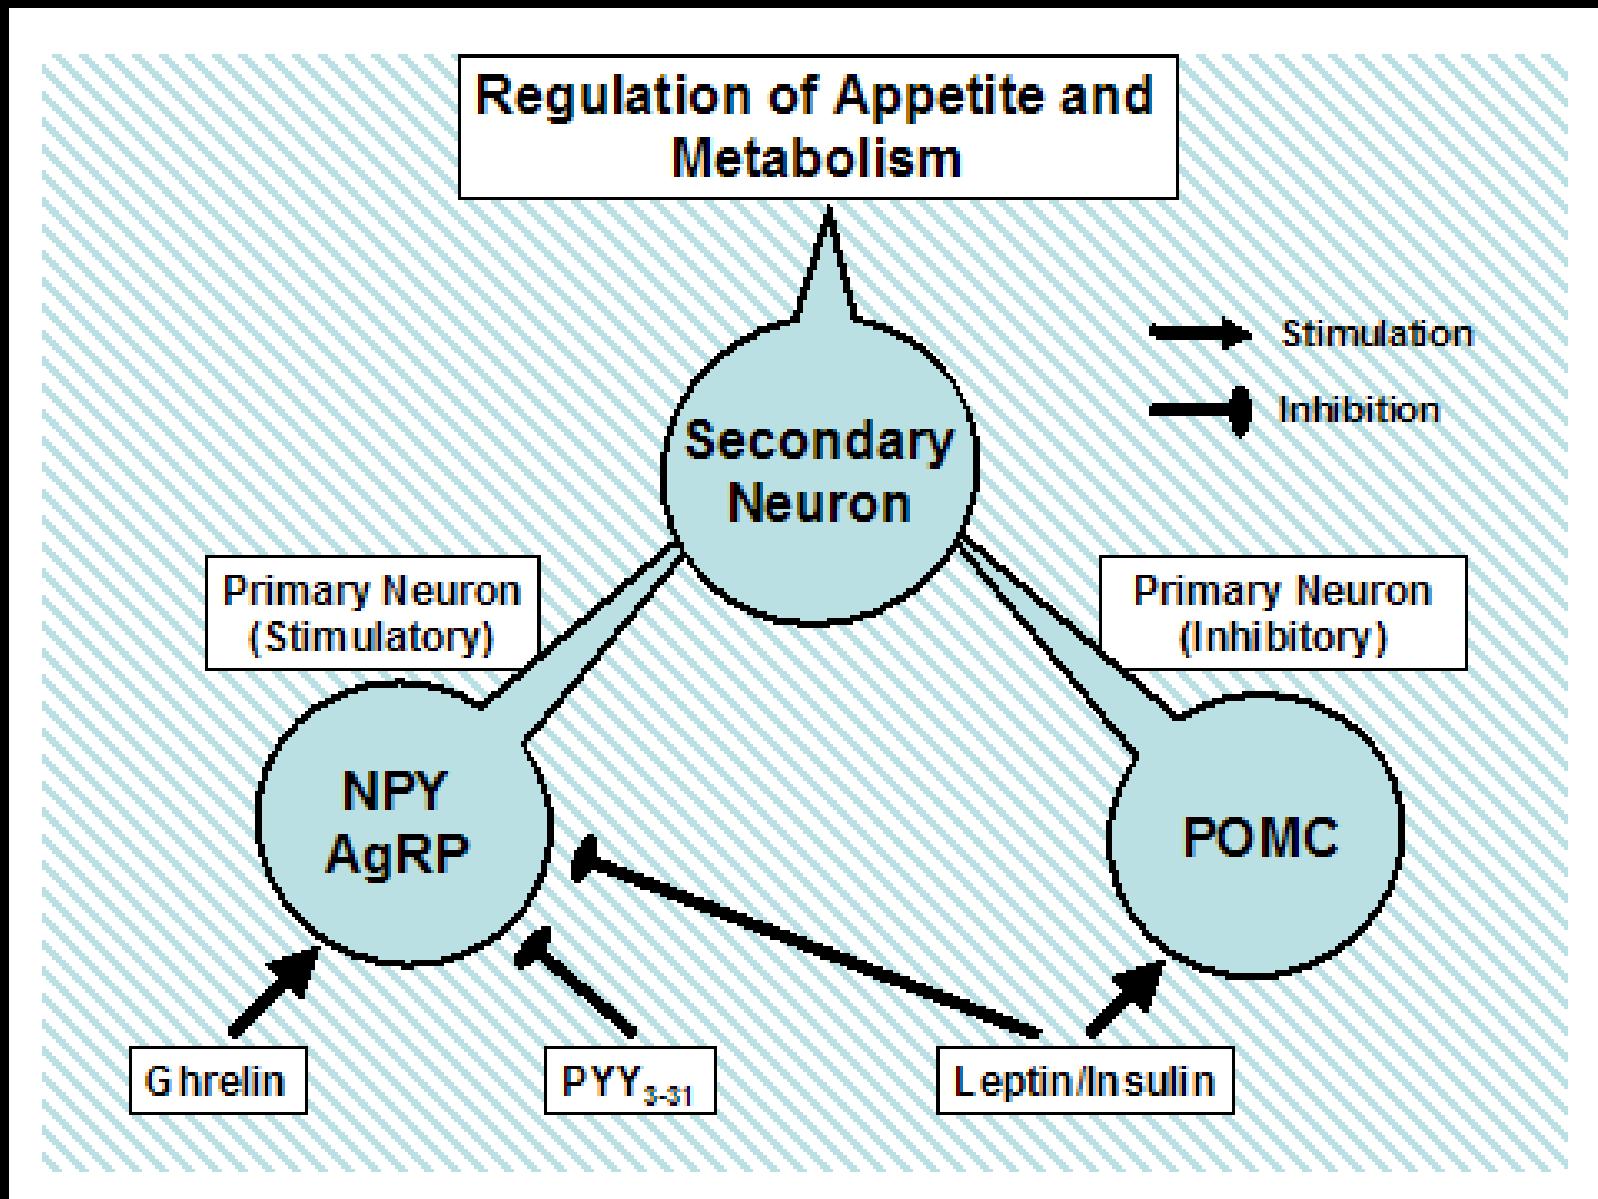 Regulation of Appetite and
Metabolism
Stimulation
Inhibition
Secondary
Neuron
Primary Neuron
(Stimulatory)
Primary Neuron
(Inhibitory)
NPY
AgRP
POMC
Ghrelin
PYY3-31
Leptin/Insulin